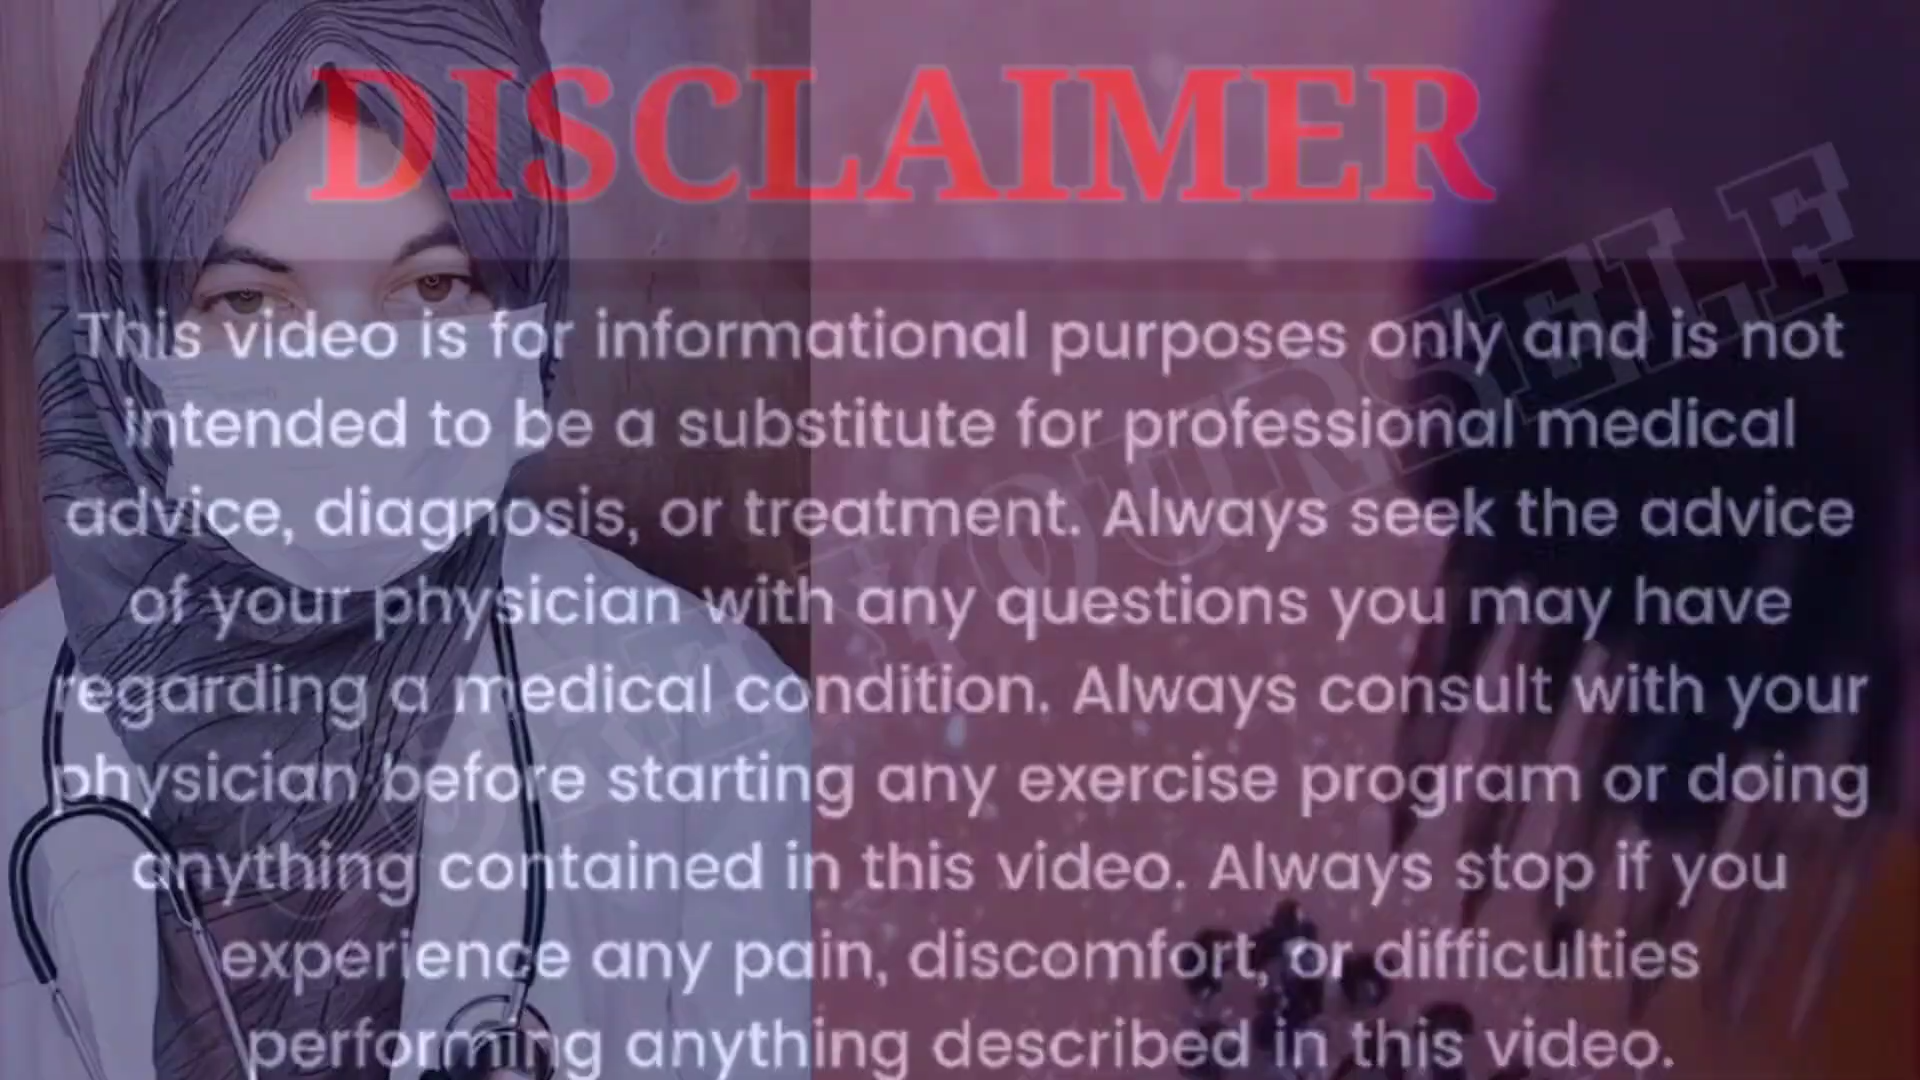 DISCLAIMER
This video is for informational purposes only and is not
intended to be a substitute for professional medical
advice, diagnosis, or treatment. Always seek the advice
of your physician with any questions you may have
regarding a medical condition. Always consult with your
physician before starting any exercise program or doing
anything contained in this video. Always stop if you
experience any pain, discomfort, or difficulties
performing anything described in this video.
YOURSELF